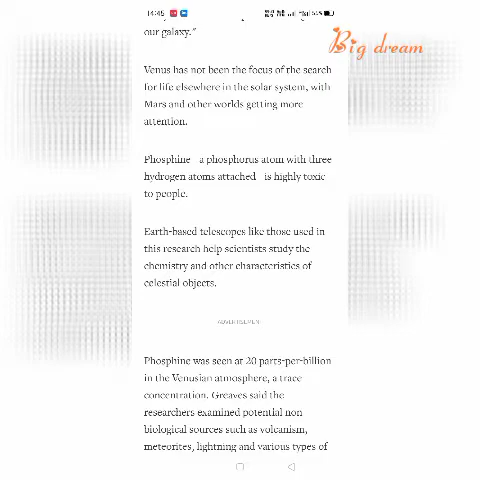 14:45
Big dream
our galaxy."
Venus has not been the focus of the search
for life elsewhere in the solar system, with
Mars and other worlds getting more
attention.
Phosphine - a phosphorus atom with three
hydrogen atoms attached - is highly toxic
to people.
Earth-based telescopes like those used in
this research help scientists study the
chemistry and other characteristics of
celestial objects.
ADVERTISEMENT
Phosphine was seen at 20 parts-per-billion
in the Venusian atmosphere, a trace
concentration. Greaves said the
researchers examined potential non
biological sources such as volcanism,
meteorites, lightning and various types of